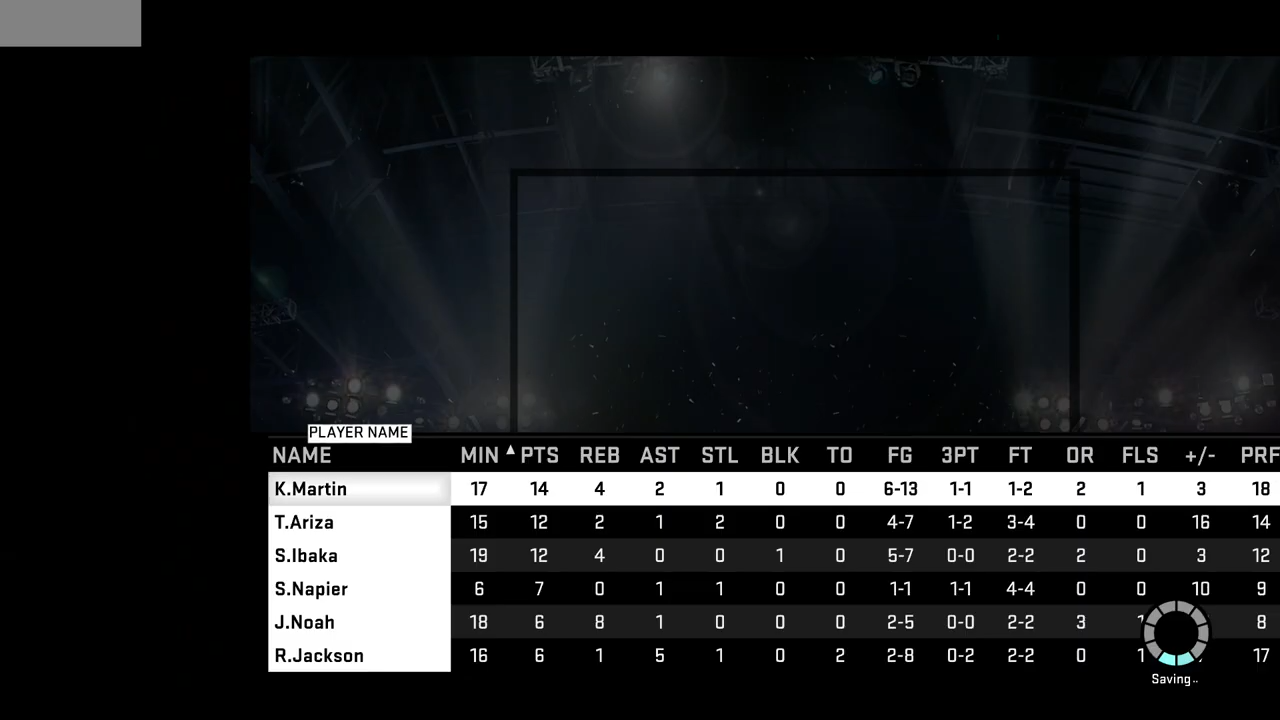 PLAYER NAME
NAME MIN PTS REB AST STL BLK TO FG 3PT FT OR FLS +/- PRF
K.Martin 17 14 4 2 1 0 0 6-13 1-1 1-2 2 1 3 18
T.Ariza 15 12 2 1 2 0 0 4-7 1-2 3-4 0 0 16 14
S.Ibaka 19 12 4 0 0 1 0 5-7 0-0 2-2 2 0 3 12
S.Napier 6 7 0 1 1 0 0 1-1 1-1 4-4 0 0 10 9
J.Noah 18 6 8 1 0 0 0 2-5 0-0 2-2 3 8
R.Jackson 16 6 1 5 1 0 2 2-8 0-2 2-2 0 1 17
Saving..